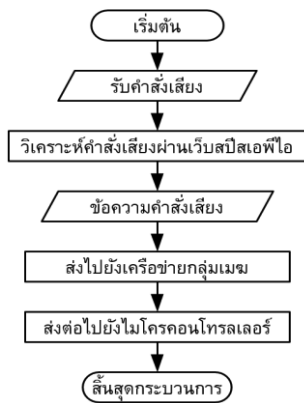 เริ่มต้น
รับคำสั่งเสียง
วิเคราะห์คำสั่งเสียงผ่านเว็บสปีสเอพีไอ
ข้อความคำสั่งเสียง
ส่งไปยังเครือข่ายกลุ่มเมฆ
ส่งต่อไปยังไมโครคอนโทรลเลอร์
สิ้นสุดกระบวนการ